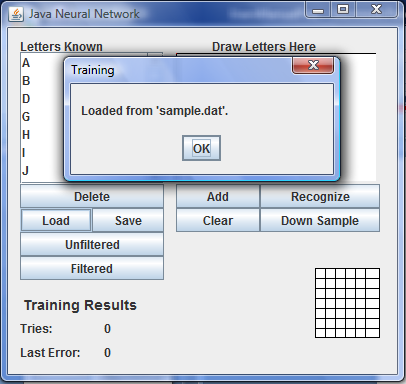 Java Neural Network
Letters Known
Draw Letters Here
A
B
D
G
H
I
J
Training
Loaded from 'sample.dat'.
OK
Delete
Load
Save
Unfiltered
Filtered
Add
Recognize
Clear
Down Sample
Training Results
Tries: 0
Last Error: 0